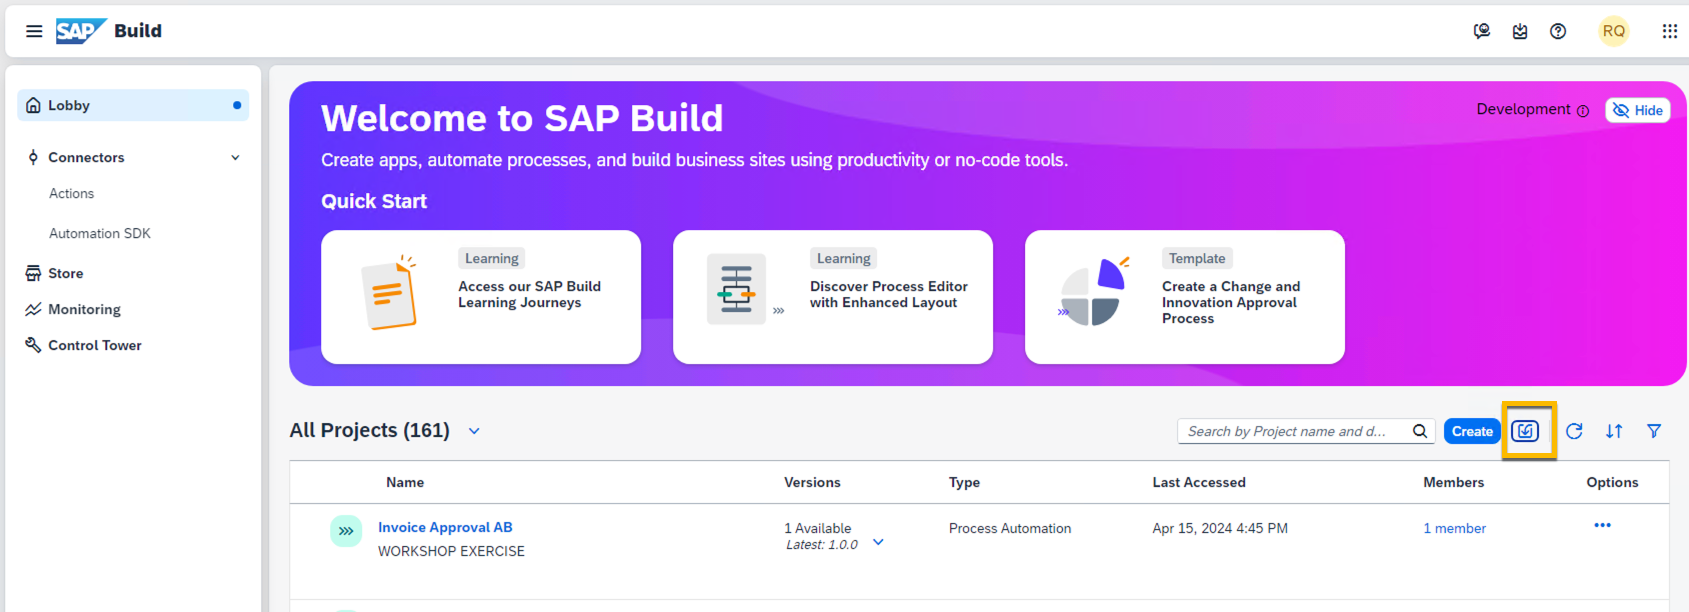 SAP Build
RQ
Lobby
Connectors
Actions
Automation SDK
Store
Monitoring
Control Tower
Welcome to SAP Build
Development
Hide
Create apps, automate processes, and build business sites using productivity or no-code tools.
Quick Start
Learning
Access our SAP Build
Learning Journeys
Learning
Discover Process Editor
with Enhanced Layout
Template
Create a Change and
Innovation Approval
Process
All Projects (161)
Search by Project name and d...
Create
Name Versions Type Last Accessed Members Options
Invoice Approval AB 1 Available Process Automation Apr 15, 2024 4:45 PM 1 member
WORKSHOP EXERCISE Latest: 1.0.0